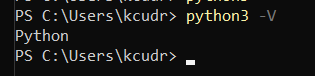 PS C:\Users\kcudr> python3 -V
Python
PS C:\Users\kcudr>